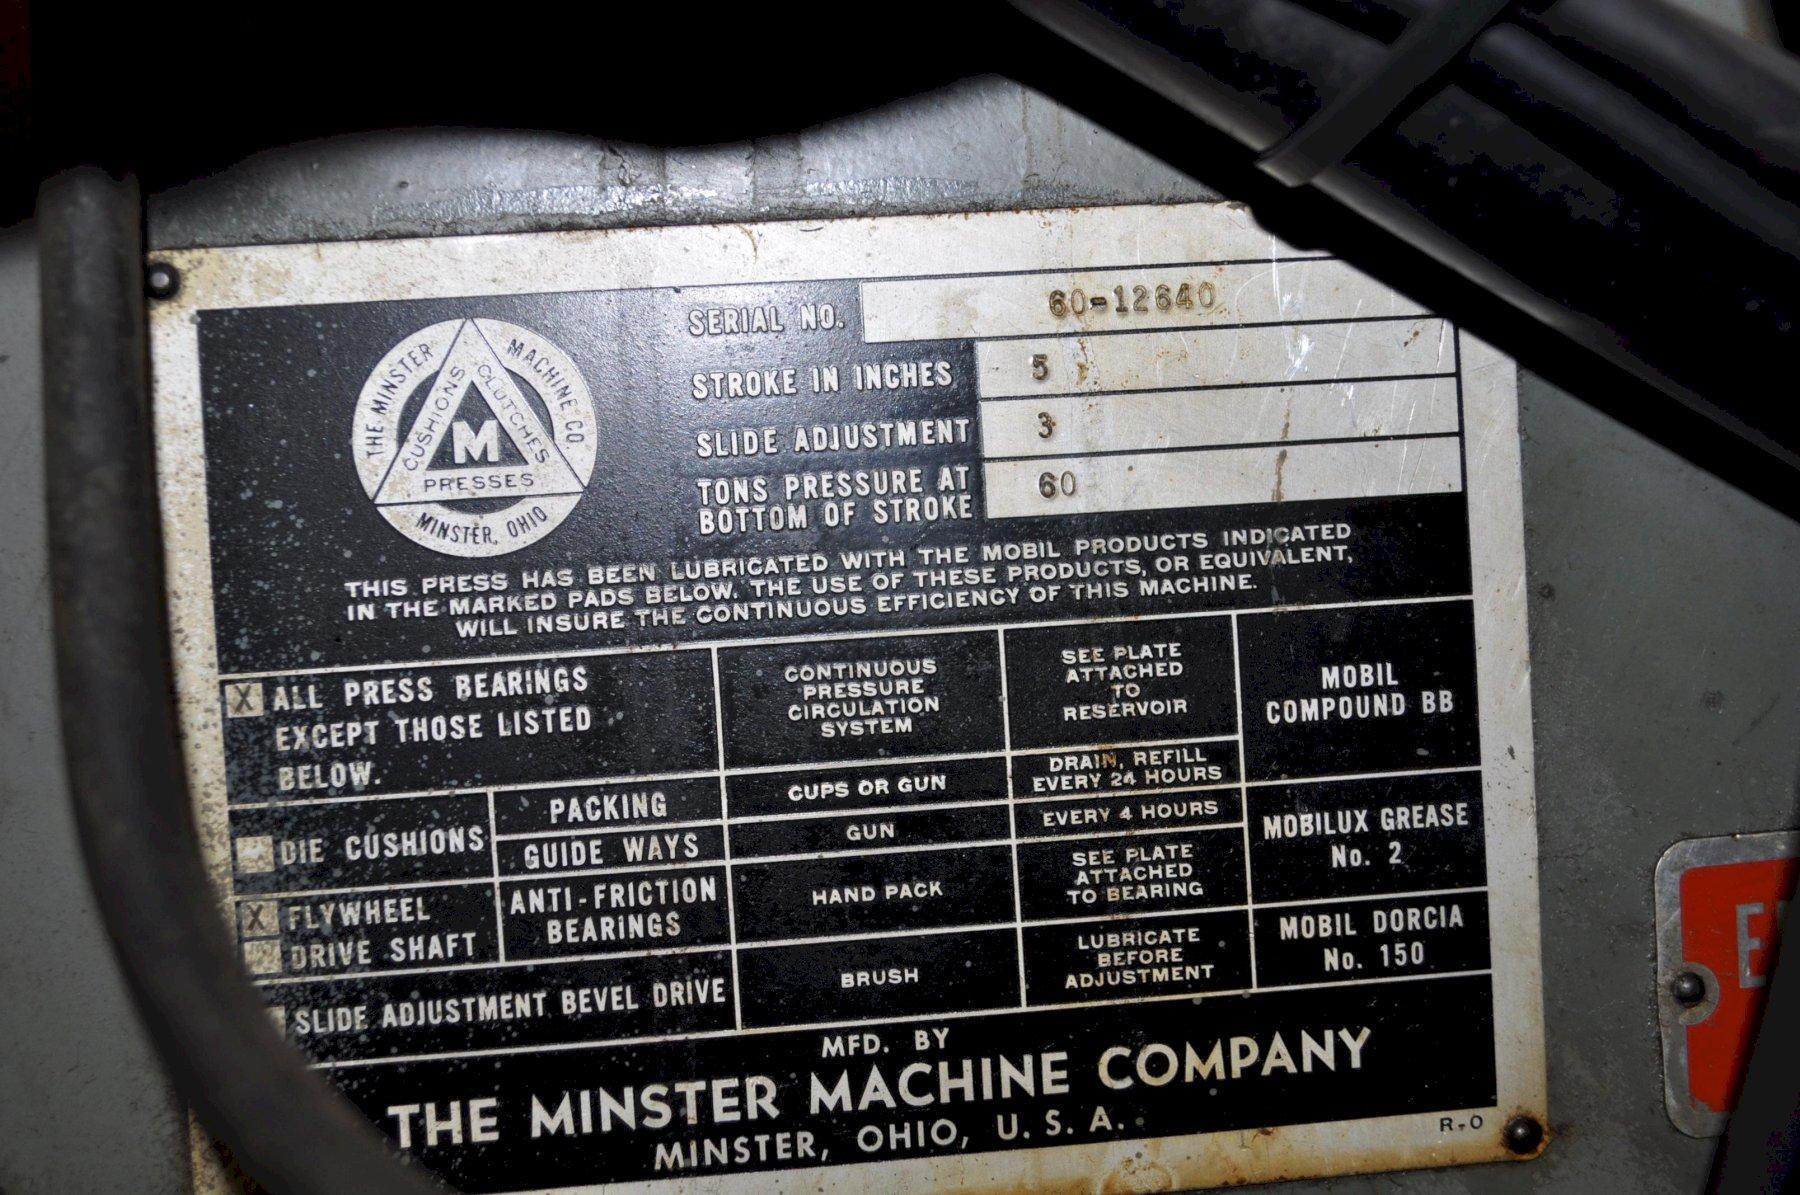 THE MINSTER MACHINE CO
CUSHIONS CLUTCHES
M
PRESSES
MINSTER, OHIO
SERIAL NO. 60-12640
STROKE IN INCHES 5
SLIDE ADJUSTMENT 3
TONS PRESSURE AT
BOTTOM OF STROKE 60
THIS PRESS HAS BEEN LUBRICATED WITH THE MOBIL PRODUCTS INDICATED
IN THE MARKED PADS BELOW. THE USE OF THESE PRODUCTS, OR EQUIVALENT,
WILL INSURE THE CONTINUOUS EFFICIENCY OF THIS MACHINE.
X ALL PRESS BEARINGS
EXCEPT THOSE LISTED
BELOW.
CONTINUOUS
PRESSURE
CIRCULATION
SYSTEM
SEE PLATE
ATTACHED
TO
RESERVOIR
MOBIL
COMPOUND BB
DIE CUSHIONS
PACKING
CUPS OR GUN
DRAIN, REFILL
EVERY 24 HOURS
GUIDE WAYS
GUN
EVERY 4 HOURS
MOBILUX GREASE
No. 2
X FLYWHEEL
DRIVE SHAFT
ANTI-FRICTION
BEARINGS
HAND PACK
SEE PLATE
ATTACHED
TO BEARING
SLIDE ADJUSTMENT BEVEL DRIVE
BRUSH
LUBRICATE
BEFORE
ADJUSTMENT
MOBIL DORCIA
No. 150
MFD. BY
THE MINSTER MACHINE COMPANY
MINSTER, OHIO, U. S. A.
R-O